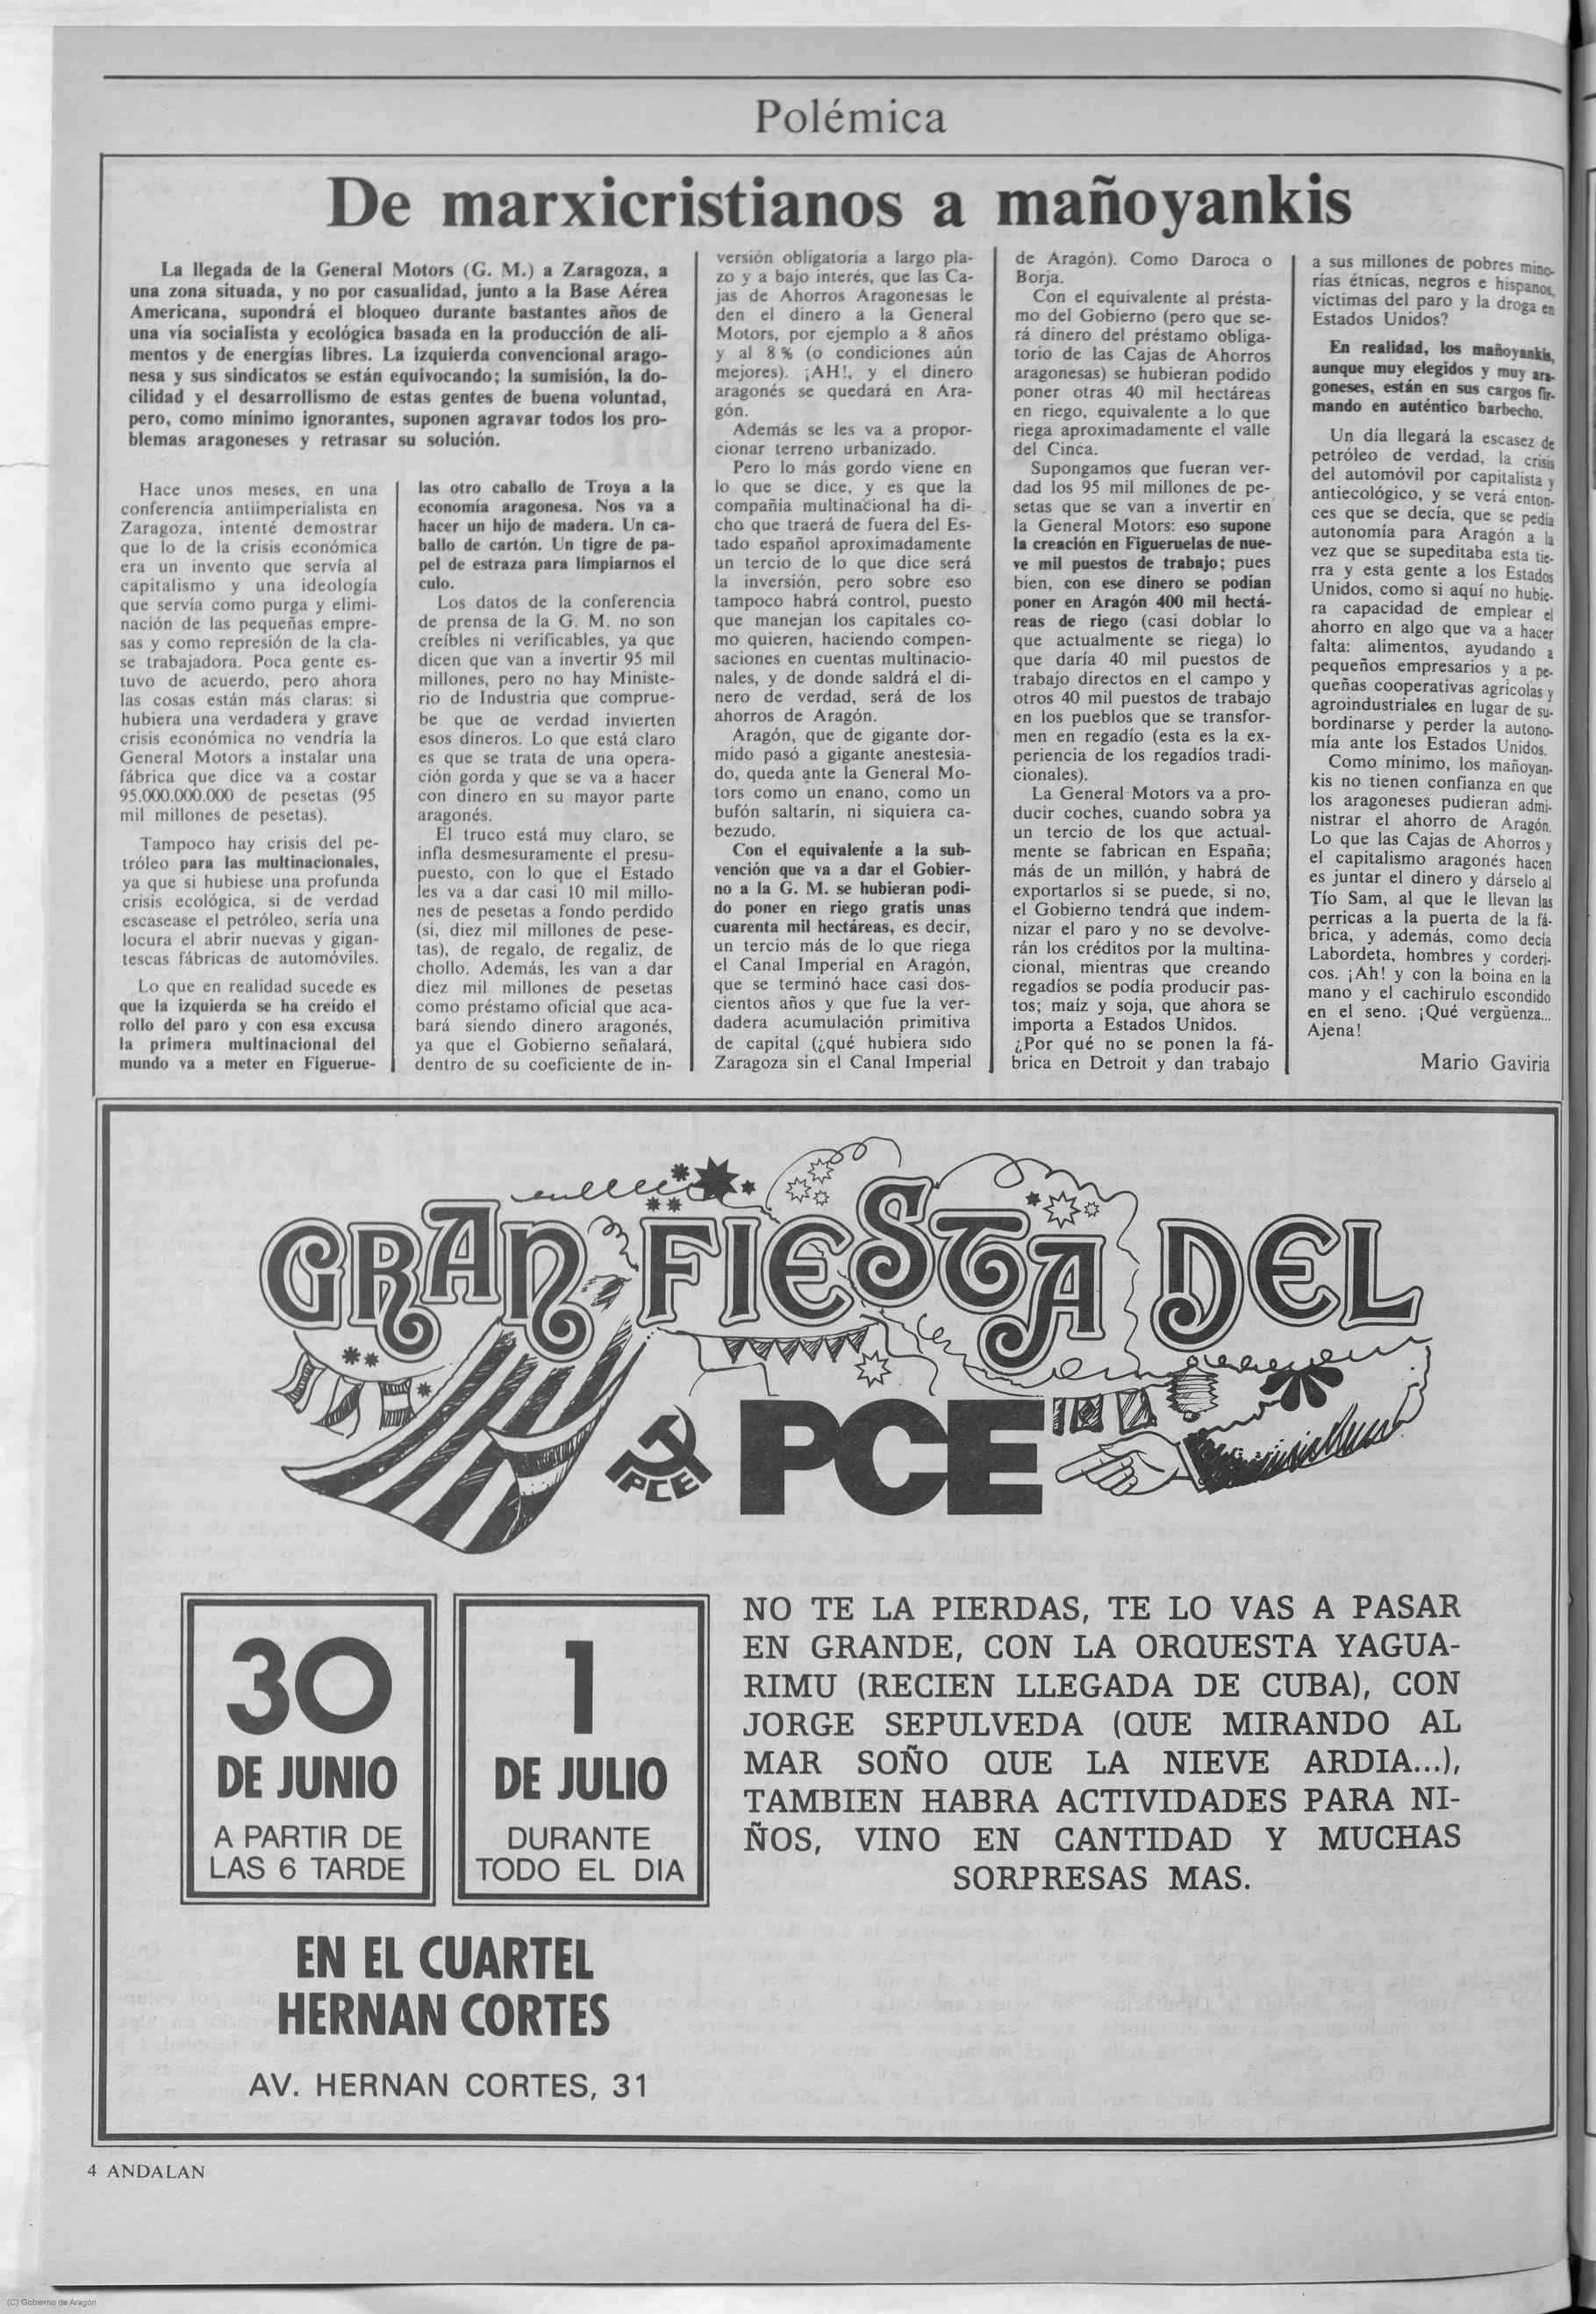 Polémica
De marxicristianos a mañoyankis
La llegada de la General Motors (G. M.) a Zaragoza, a
una zona situada, y no por casualidad, junto a la Base Aérea
Americana, supondrá el bloqueo durante bastantes años de
una vía socialista y ecológica basada en la producción de ali-
mentos y de energías libres. La izquierda convencional arago-
nesa y sus sindicatos se están equivocando; la sumisión, la do-
cilidad y el desarrollismo de estas gentes de buena voluntad,
pero, como mínimo ignorantes, suponen agravar todos los pro-
blemas aragoneses y retrasar su solución.
Hace unos meses, en una
conferencia antiimperialista en
Zaragoza, intenté demostrar
que lo de la crisis económica
era un invento que servía al
capitalismo y una ideología
que servía como purga y elimi-
nación de las pequeñas empre-
sas y como represión de la cla-
se trabajadora. Poca gente es-
tuvo de acuerdo, pero ahora
las cosas están más claras: si
hubiera una verdadera y grave
crisis económica no vendría la
General Motors a instalar una
fábrica que dice va a costar
95.000.000.000 de pesetas (95
mil millones de pesetas).
Tampoco hay crisis del pe-
tróleo para las multinacionales,
ya que si hubiese una profunda
crisis ecológica, si de verdad
escasease el petróleo, sería una
locura el abrir nuevas y gigan-
tescas fábricas de automóviles.
Lo que en realidad sucede es
que la izquierda se ha creído el
rollo del paro y con esa excusa
la primera multinacional del
mundo va a meter en Figuerue-
las otro caballo de Troya a la
economía aragonesa. Nos va a
hacer un hijo de madera. Un ca-
ballo de cartón. Un tigre de pa-
pel de estraza para limpiarnos el
culo.
Los datos de la conferencia
de prensa de la G. M. no son
creíbles ni verificables, ya que
dicen que van a invertir 95 mil
millones, pero no hay Ministe-
rio de Industria que comprue-
be que de verdad invierten
esos dineros. Lo que está claro
es que se trata de una opera-
ción gorda y que se va a hacer
con dinero en su mayor parte
aragonés.
El truco está muy claro, se
infla desmesuradamente el presu-
puesto, con lo que el Estado
les va a dar casi 10 mil millo-
nes de pesetas a fondo perdido
(si, diez mil millones de pese-
tas), de regalo, de regaliz, de
chollo. Además, les van a dar
diez mil millones de pesetas
como préstamo oficial que aca-
bará siendo dinero aragonés,
ya que el Gobierno señalará,
dentro de su coeficiente de in-
versión obligatoria a largo pla-
zo y a bajo interés, que las Ca-
jas de Ahorros Aragonesas le
den el dinero a la General
Motors, por ejemplo a 8 años
y al 8 % (o condiciones aún
mejores). ¡AH!, y el dinero
aragonés se quedará en Ara-
gón.
Además se les va a propor-
cionar terreno urbanizado.
Pero lo más gordo viene en
lo que se dice, y es que la
compañía multinacional ha di-
cho que traerá de fuera del Es-
tado español aproximadamente
un tercio de lo que dice será
la inversión, pero sobre eso
tampoco habrá control, puesto
que manejan los capitales co-
mo quieren, haciendo compen-
saciones en cuentas multinacio-
nales, y de donde saldrá el di-
nero de verdad, será de los
ahorros de Aragón.
Aragón, que de gigante dor-
mido pasó a gigante anestesia-
do, queda ante la General Mo-
tors como un enano, como un
bufón saltarín, ni siquiera ca-
bezudo.
Con el equivalente a la sub-
vención que va a dar el Gobier-
no a la G. M. se hubieran podi-
do poner en riego gratis unas
cuarenta mil hectáreas, es decir,
un tercio más de lo que riega
el Canal Imperial en Aragón,
que se terminó hace casi dos-
cientos años y que fue la ver-
dadera acumulación primitiva
de capital (¿qué hubiera sido
Zaragoza sin el Canal Imperial
de Aragón). Como Daroca o
Borja.
Con el equivalente al présta-
mo del Gobierno (pero que se-
rá dinero del préstamo obliga-
torio de las Cajas de Ahorros
aragonesas) se hubieran podido
poner otras 40 mil hectáreas
en riego, equivalente a lo que
riega aproximadamente el valle
del Cinca.
Supongamos que fueran ver-
dad los 95 mil millones de pe-
setas que se van a invertir en
la General Motors: eso supone
la creación en Figueruelas de nue-
ve mil puestos de trabajo; pues
bien, con ese dinero se podían
poner en Aragón 400 mil hectá-
reas de riego (casi doblar lo
que actualmente se riega) lo
que daría 40 mil puestos de
trabajo directos en el campo y
otros 40 mil puestos de trabajo
en los pueblos que se transfor-
men en regadío (esta es la ex-
periencia de los regadíos tradi-
cionales).
La General Motors va a pro-
ducir coches, cuando sobra ya
un tercio de los que actual-
mente se fabrican en España;
más de un millón, y habrá de
exportarlos si se puede, si no,
el Gobierno tendrá que indem-
nizar el paro y no se devolve-
rán los créditos por la multina-
cional, mientras que creando
regadíos se podía producir pas-
tos; maíz y soja, que ahora se
importa a Estados Unidos.
¿Por qué no se ponen la fá-
brica en Detroit y dan trabajo
a sus millones de pobres mino-
rías étnicas, negros e hispanos,
víctimas del paro y la droga en
Estados Unidos?
En realidad, los mañoyankis,
aunque muy elegidos y muy ara-
goneses, están en sus cargos fir-
mando en auténtico barbecho.
Un día llegará la escasez de
petróleo de verdad, la crisis
del automóvil por capitalista y
antiecológico, y se verá enton-
ces que se decía, que se pedía
autonomía para Aragón a la
vez que se supeditaba esta tie-
rra y esta gente a los Estados
Unidos, como si aquí no hubie-
ra capacidad de emplear el
ahorro en algo que va a hacer
falta: alimentos, ayudando a
pequeños empresarios y a pe-
queñas cooperativas agrícolas y
agroindustriales en lugar de su-
bordinarse y perder la autono-
mía ante los Estados Unidos.
Como mínimo, los mañoyan-
kis no tienen confianza en que
los aragoneses pudieran admi-
nistrar el ahorro de Aragón.
Lo que las Cajas de Ahorros y
el capitalismo aragonés hacen
es juntar el dinero y dárselo al
Tío Sam, al que le llevan las
perricas a la puerta de la fá-
brica, y además, como decía
Labordeta, hombres y corderi-
cos. ¡Ah! y con la boina en la
mano y el cachirulo escondido
en el seno. ¡Qué vergüenza...
Ajena!
Mario Gaviria
GRAN FIESTA DEL
PCE
PCE
30
DE JUNIO
A PARTIR DE
LAS 6 TARDE
1
DE JULIO
DURANTE
TODO EL DIA
NO TE LA PIERDAS, TE LO VAS A PASAR
EN GRANDE, CON LA ORQUESTA YAGUA-
RIMU (RECIEN LLEGADA DE CUBA), CON
JORGE SEPULVEDA (QUE MIRANDO AL
MAR SOÑO QUE LA NIEVE ARDIA...),
TAMBIEN HABRA ACTIVIDADES PARA NI-
ÑOS, VINO EN CANTIDAD Y MUCHAS
SORPRESAS MAS.
EN EL CUARTEL
HERNAN CORTES
AV. HERNAN CORTES, 31
4 ANDALAN
(C) Gobierno de Aragón